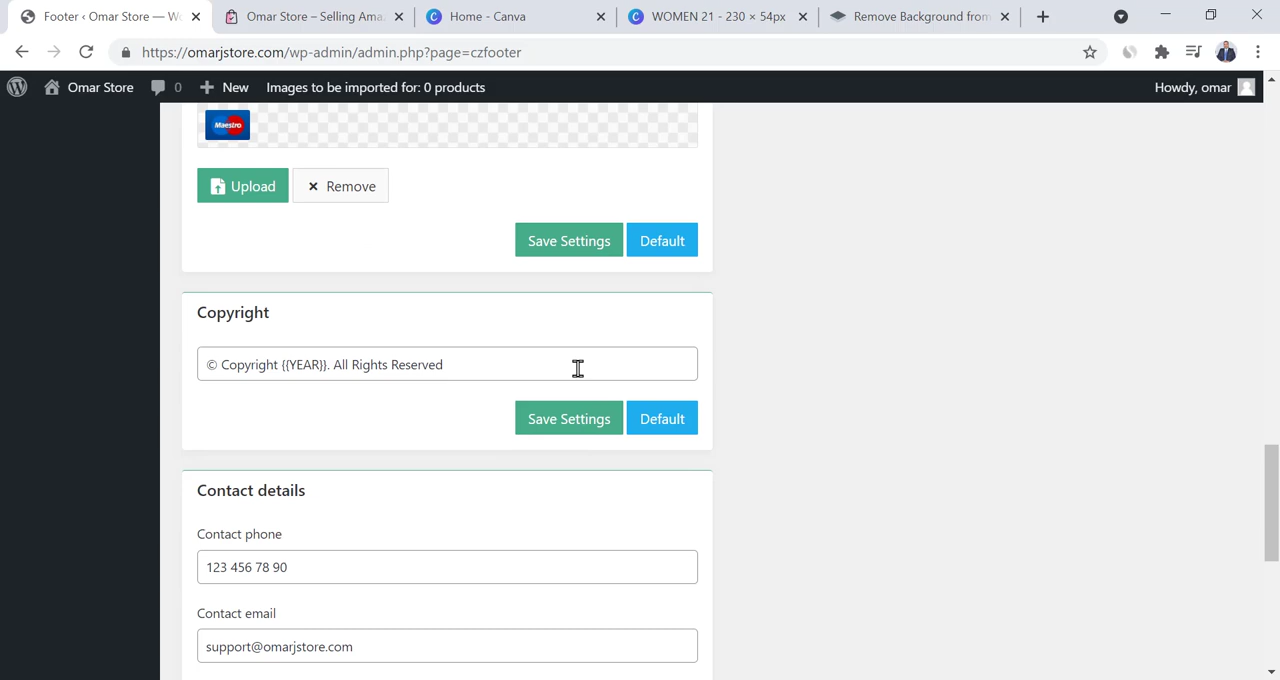 Footer ‹ Omar Store — Wo
Omar Store – Selling Ama
Home - Canva
WOMEN 21 - 230 × 54px
Remove Background from
https://omarjstore.com/wp-admin/admin.php?page=czfooter
Omar Store
0
New
Images to be imported for: 0 products
Howdy, omar
Maestro
Upload
Remove
Save Settings
Default
Copyright
© Copyright {{YEAR}}. All Rights Reserved
Save Settings
Default
Contact details
Contact phone
123 456 78 90
Contact email
support@omarjstore.com